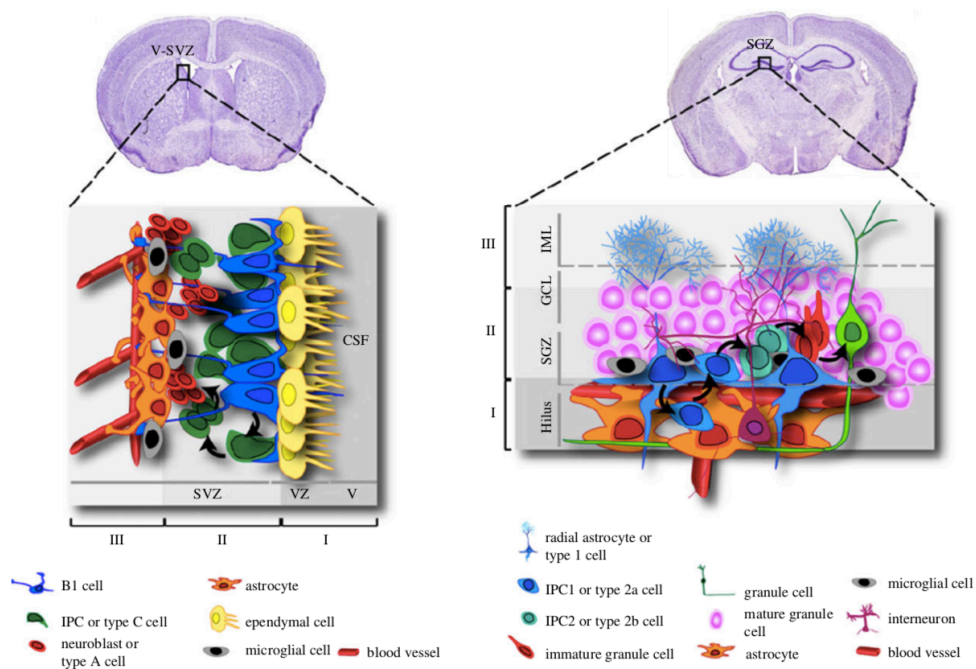 V-SVZ
SGZ
CSF
SVZ
VZ
V
III
II
I
III
II
I
IML
GCL
SGZ
Hilus
B1 cell
IPC or type C cell
neuroblast or
type A cell
astrocyte
ependymal cell
microglial cell
blood vessel
radial astrocyte or
type 1 cell
IPC1 or type 2a cell
IPC2 or type 2b cell
immature granule cell
granule cell
mature granule
cell
astrocyte
microglial cell
interneuron
blood vessel